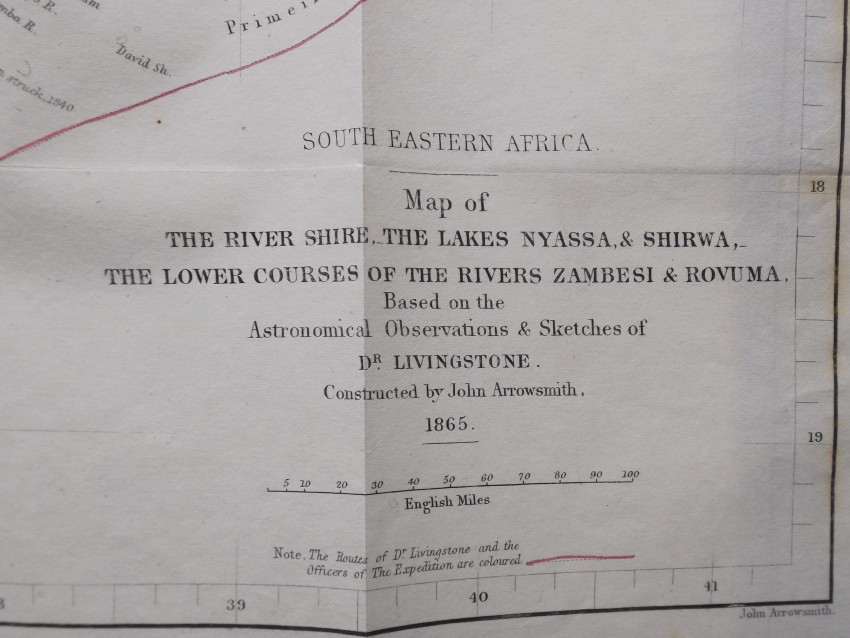 R.
R.
David Sh.
struck, 1840
SOUTH EASTERN AFRICA.
18
Map of
THE RIVER SHIRE, THE LAKES NYASSA, & SHIRWA,
THE LOWER COURSES OF THE RIVERS ZAMBESI & ROVUMA,
Based on the
Astronomical Observations & Sketches of
DR. LIVINGSTONE.
Constructed by John Arrowsmith,
1865.
19
5 10 20 30 40 50 60 70 80 90 100
English Miles
Note. The Routes of Dr. Livingstone and the
Officers of The Expedition are coloured
39 40 41
John Arrowsmith.